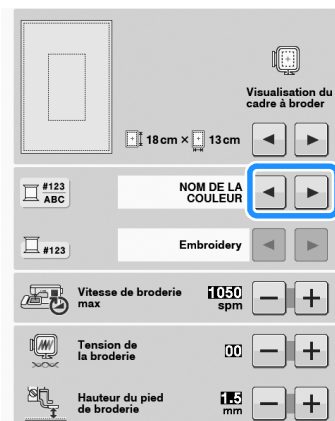 Visualisation du
cadre à broder
18 cm × 13 cm
#123
ABC
NOM DE LA
COULEUR
#123
Embroidery
Vitesse de broderie
max
1050
spm
Tension de
la broderie
00
Hauteur du pied
de broderie
1.5
mm